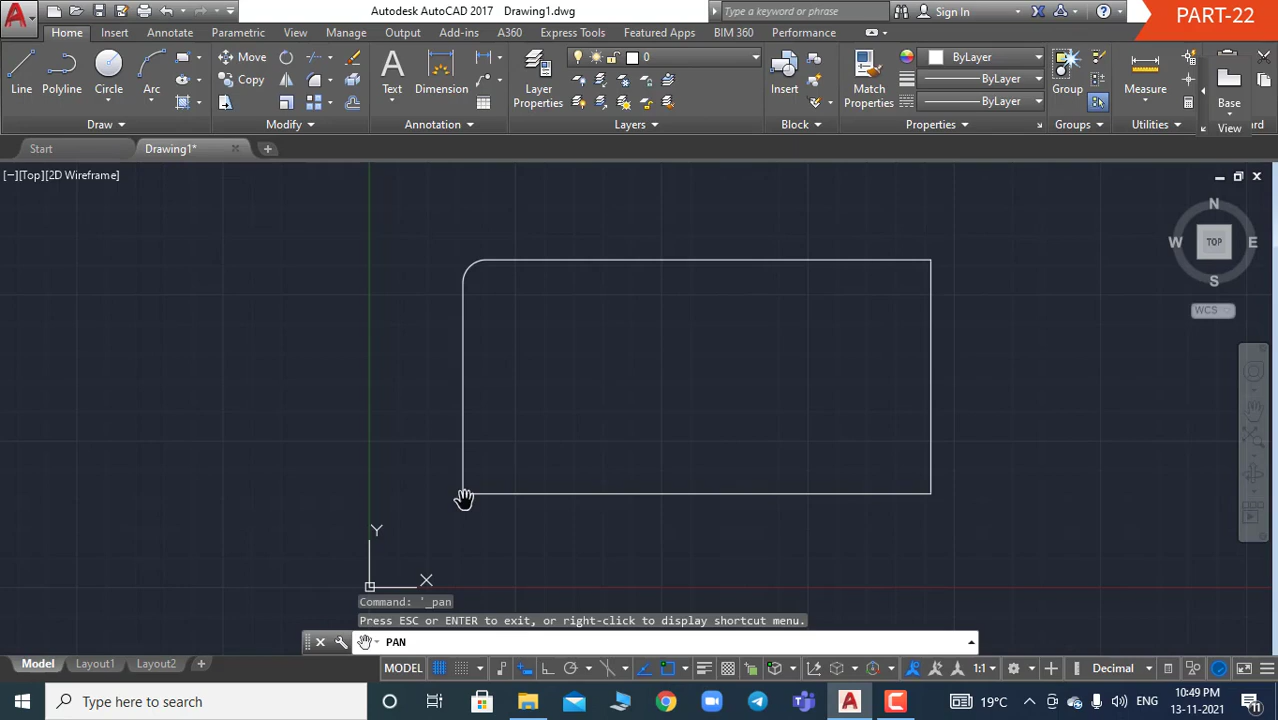 Autodesk AutoCAD 2017 Drawing1.dwg
Type a keyword or phrase
Sign In
PART-22
Home Insert Annotate Parametric View Manage Output Add-ins A360 Express Tools Featured Apps BIM 360 Performance
Line Polyline Circle Arc
Move
Copy
Text Dimension
Layer Properties
0
Insert
Match Properties
ByLayer
ByLayer
ByLayer
Group
Measure
Base
View
Draw Modify Annotation Layers Block Properties Groups Utilities
Start Drawing1*
[−][Top][2D Wireframe]
N
W TOP E
S
WCS
Y
X
Command: '_pan
Press ESC or ENTER to exit, or right-click to display shortcut menu.
PAN
Model Layout1 Layout2 +
MODEL 1:1 Decimal
Type here to search
19°C
ENG
10:49 PM
13-11-2021